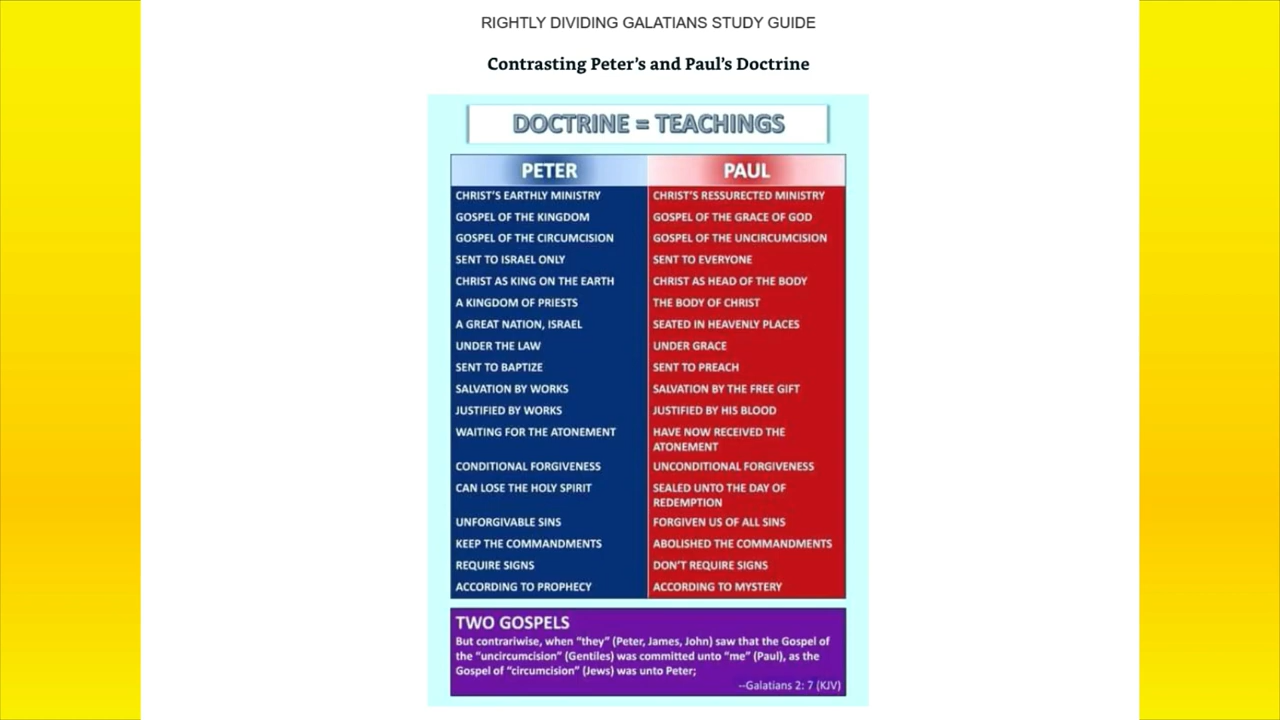 RIGHTLY DIVIDING GALATIANS STUDY GUIDE
Contrasting Peter's and Paul's Doctrine
DOCTRINE = TEACHINGS
PETER PAUL
CHRIST'S EARTHLY MINISTRY CHRIST'S RESSURECTED MINISTRY
GOSPEL OF THE KINGDOM GOSPEL OF THE GRACE OF GOD
GOSPEL OF THE CIRCUMCISION GOSPEL OF THE UNCIRCUMCISION
SENT TO ISRAEL ONLY SENT TO EVERYONE
CHRIST AS KING ON THE EARTH CHRIST AS HEAD OF THE BODY
A KINGDOM OF PRIESTS THE BODY OF CHRIST
A GREAT NATION, ISRAEL SEATED IN HEAVENLY PLACES
UNDER THE LAW UNDER GRACE
SENT TO BAPTIZE SENT TO PREACH
SALVATION BY WORKS SALVATION BY THE FREE GIFT
JUSTIFIED BY WORKS JUSTIFIED BY HIS BLOOD
WAITING FOR THE ATONEMENT HAVE NOW RECEIVED THE
ATONEMENT
CONDITIONAL FORGIVENESS UNCONDITIONAL FORGIVENESS
CAN LOSE THE HOLY SPIRIT SEALED UNTO THE DAY OF
REDEMPTION
UNFORGIVABLE SINS FORGIVEN US OF ALL SINS
KEEP THE COMMANDMENTS ABOLISHED THE COMMANDMENTS
REQUIRE SIGNS DON'T REQUIRE SIGNS
ACCORDING TO PROPHECY ACCORDING TO MYSTERY
TWO GOSPELS
But contrariwise, when "they" (Peter, James, John) saw that the Gospel of
the "uncircumcision" (Gentiles) was committed unto "me" (Paul), as the
Gospel of "circumcision" (Jews) was unto Peter;
--Galatians 2: 7 (KJV)